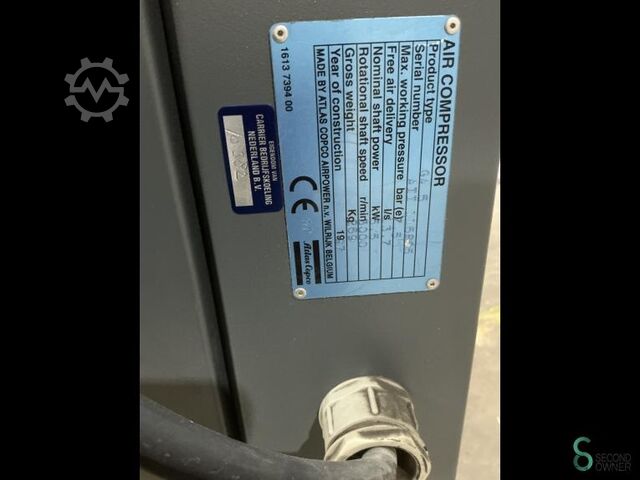 AIR COMPRESSOR
Product type
Serial number
Max. working pressure bar (e)
Free air delivery l/s
Nominal shaft power kW
Rotational shaft speed r/min
Gross weight Kg
Year of construction 19
MADE BY ATLAS COPCO AIRPOWER n.v. WILRIJK BELGIUM
1613 7394 00
CE
Atlas Copco
EIGENDOM VAN
CARRIER BEDRIJFSKOELING
NEDERLAND B.V.
SECOND
OWNER